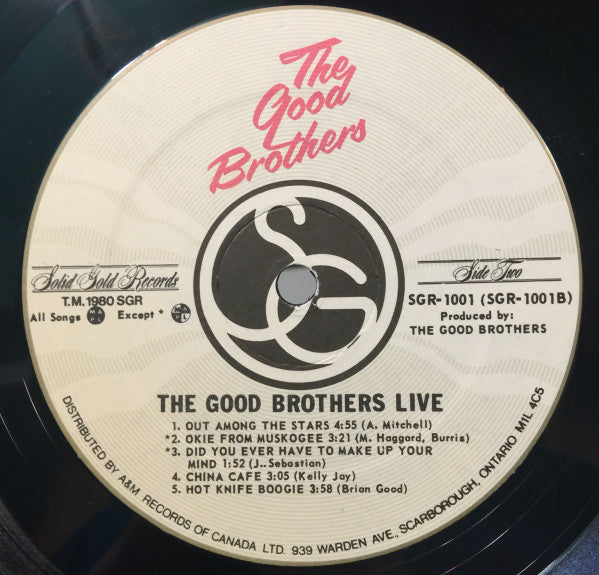 The
Good
Brothers
SG
Solid Gold Records
T.M. 1980 SGR
All Songs Except *
Side Two
SGR-1001 (SGR-1001B)
Produced by:
THE GOOD BROTHERS
THE GOOD BROTHERS LIVE
1. OUT AMONG THE STARS 4:55 (A. Mitchell)
*2. OKIE FROM MUSKOGEE 3:21 (M. Haggard, Burris)
*3. DID YOU EVER HAVE TO MAKE UP YOUR
MIND 1:52 (J.. Sebastian)
4. CHINA CAFE 3:05 (Kelly Jay)
5. HOT KNIFE BOOGIE 3:58 (Brian Good)
DISTRIBUTED BY A&M RECORDS OF CANADA LTD. 939 WARDEN AVE., SCARBOROUGH, ONTARIO M1L 4C5